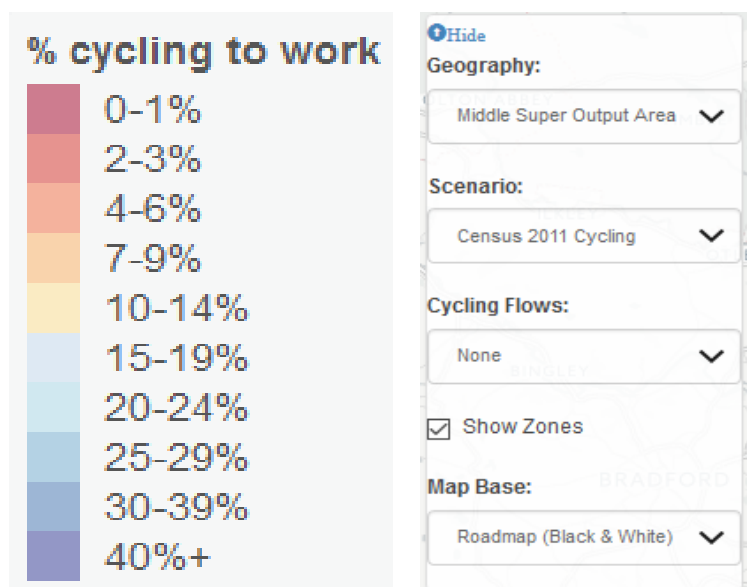 % cycling to work
0-1%
2-3%
4-6%
7-9%
10-14%
15-19%
20-24%
25-29%
30-39%
40%+
Hide
Geography:
Middle Super Output Area
Scenario:
Census 2011 Cycling
Cycling Flows:
None
BINGLEY
Show Zones
BRADFORD
Map Base:
Roadmap (Black & White)